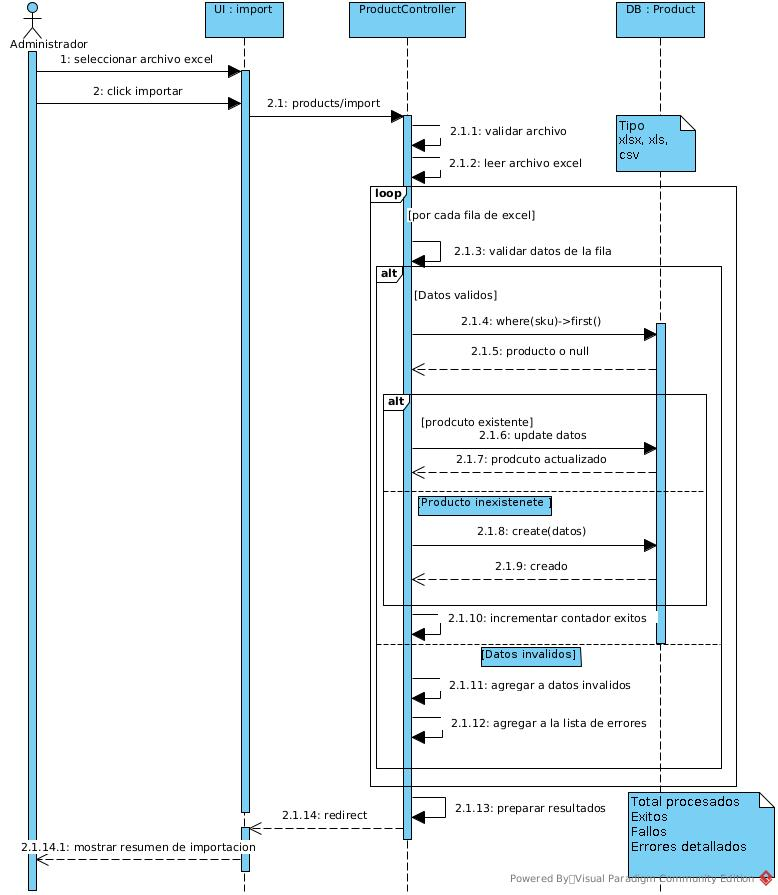 UI : import
ProductController
DB : Product
Administrador
1: seleccionar archivo excel
2: click importar
2.1: products/import
Tipo
xlsx, xls,
csv
2.1.1: validar archivo
2.1.2: leer archivo excel
loop
[por cada fila de excel]
2.1.3: validar datos de la fila
alt
[Datos validos]
2.1.4: where(sku)->first()
2.1.5: producto o null
alt
[prodcuto existente]
2.1.6: update datos
2.1.7: prodcuto actualizado
[Producto inexistenete ]
2.1.8: create(datos)
2.1.9: creado
2.1.10: incrementar contador exitos
[Datos invalidos]
2.1.11: agregar a datos invalidos
2.1.12: agregar a la lista de errores
2.1.13: preparar resultados
Total procesados
Exitos
Fallos
Errores detallados
2.1.14: redirect
2.1.14.1: mostrar resumen de importacion
Powered By Visual Paradigm Community Edition